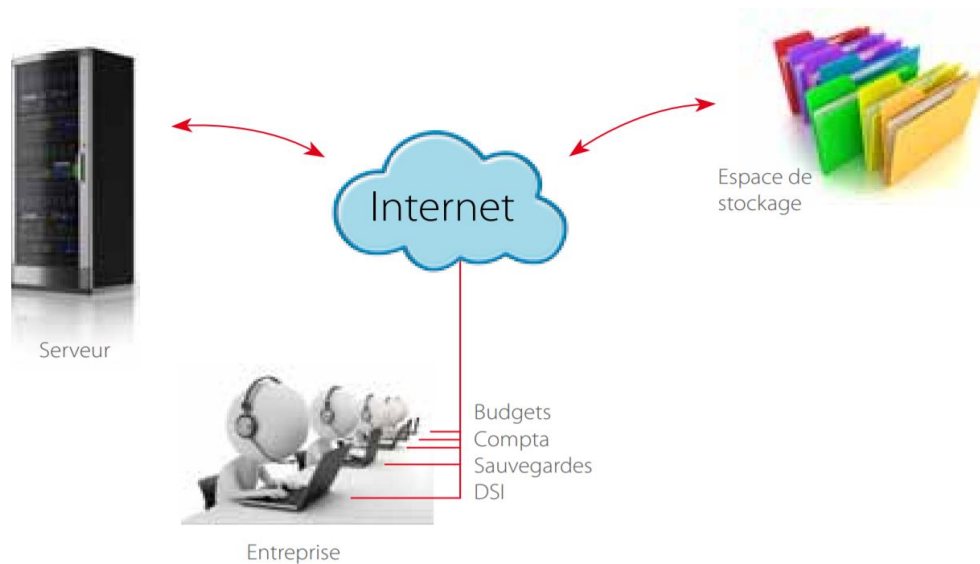 Internet
Espace de
stockage
Serveur
Budgets
Compta
Sauvegardes
DSI
Entreprise